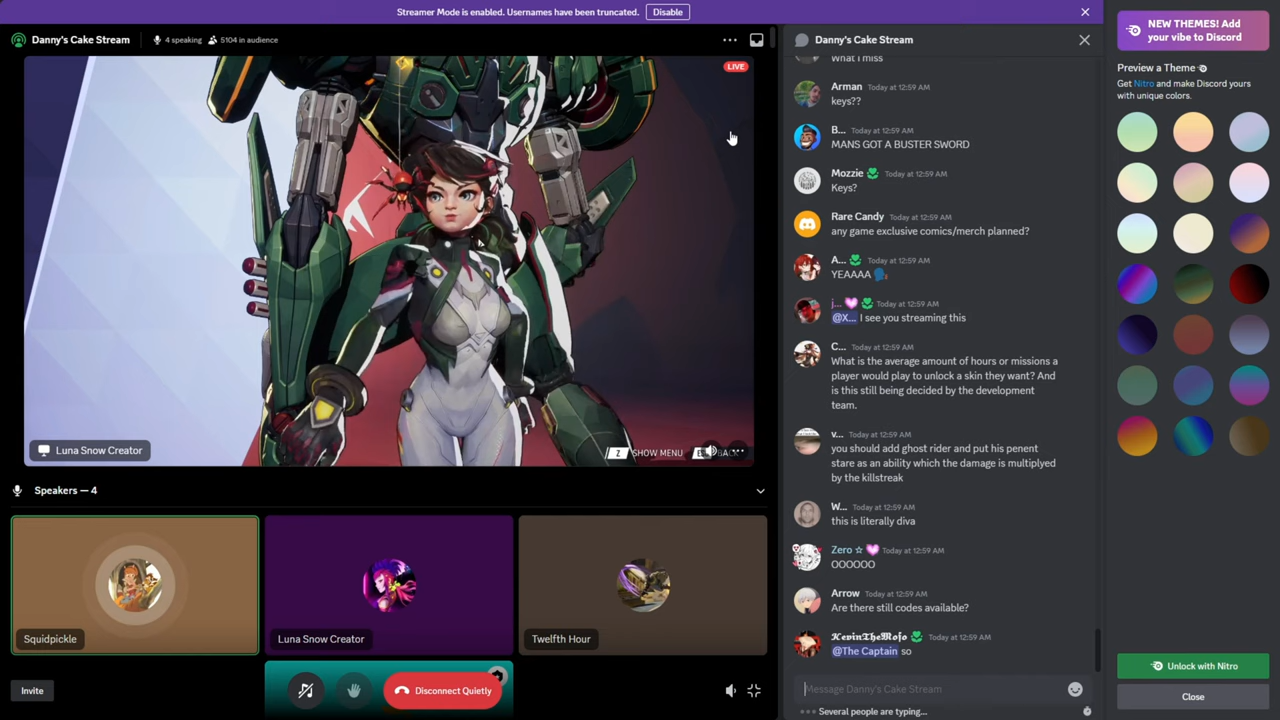 Streamer Mode is enabled. Usernames have been truncated.
Disable
Danny's Cake Stream
4 speaking
5104 in audience
LIVE
Luna Snow Creator
Z SHOW MENU
Speakers — 4
Squidpickle
Luna Snow Creator
Twelfth Hour
Invite
Disconnect Quietly
Danny's Cake Stream
What I miss
Arman Today at 12:59 AM
keys??
B... Today at 12:59 AM
MANS GOT A BUSTER SWORD
Mozzie Today at 12:59 AM
Keys?
Rare Candy Today at 12:59 AM
any game exclusive comics/merch planned?
A... Today at 12:59 AM
YEAAAA
j... Today at 12:59 AM
@X... I see you streaming this
C... Today at 12:59 AM
What is the average amount of hours or missions a
player would play to unlock a skin they want? And
is this still being decided by the development
team.
v... Today at 12:59 AM
you should add ghost rider and put his penent
stare as an ability which the damage is multiplyed
by the killstreak
W... Today at 12:59 AM
this is literally diva
Zero ☆ Today at 12:59 AM
OOOOOO
Arrow Today at 12:59 AM
Are there still codes available?
𝕶𝖊𝖛𝖎𝖓𝕿𝖍𝖊𝕸𝖔𝖏𝖔 Today at 12:59 AM
@The Captain so
Message Danny's Cake Stream
Several people are typing...
NEW THEMES! Add
your vibe to Discord
Preview a Theme
Get Nitro and make Discord yours
with unique colors.
Unlock with Nitro
Close